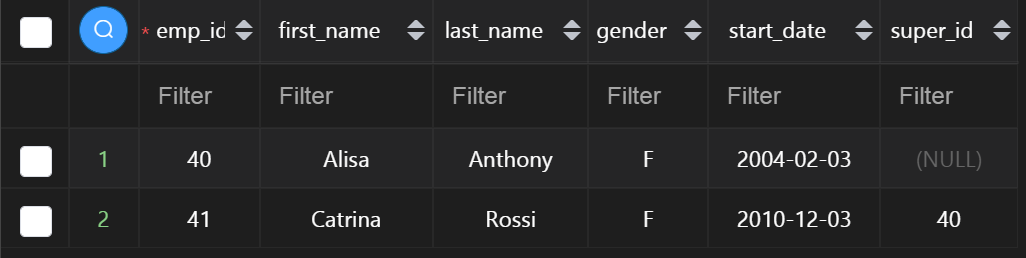 * emp_id first_name last_name gender start_date super_id
Filter Filter Filter Filter Filter Filter
1 40 Alisa Anthony F 2004-02-03 (NULL)
2 41 Catrina Rossi F 2010-12-03 40